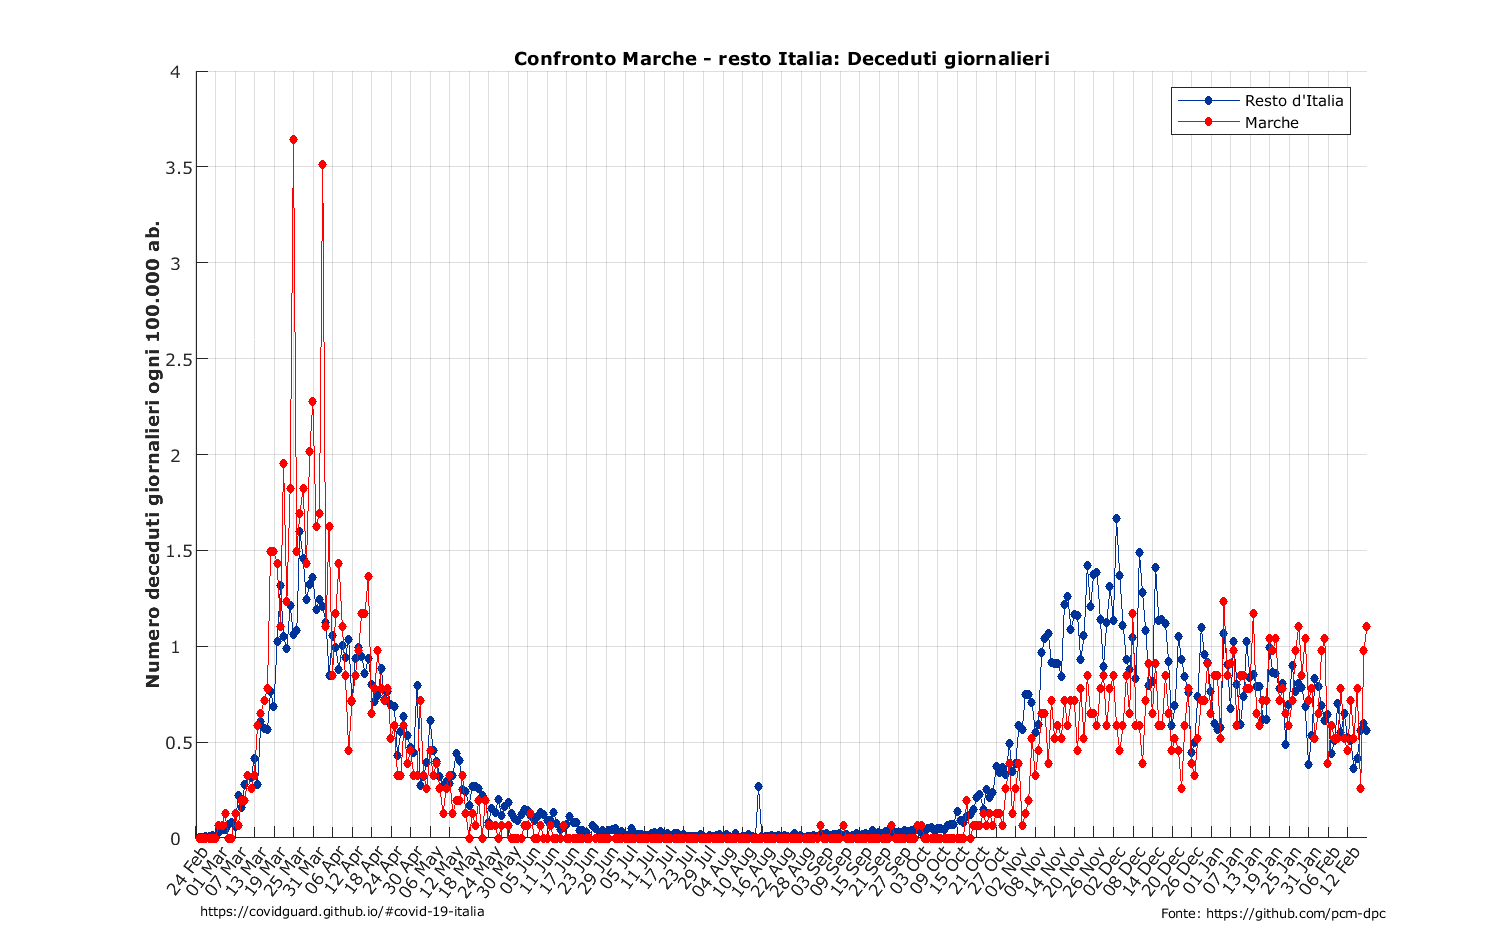 Confronto Marche - resto Italia: Deceduti giornalieri
Numero deceduti giornalieri ogni 100.000 ab.
4
3.5
3
2.5
2
1.5
1
0.5
0
Resto d'Italia
Marche
24 Feb
01 Mar
07 Mar
13 Mar
19 Mar
25 Mar
31 Mar
06 Apr
12 Apr
18 Apr
24 Apr
30 Apr
06 May
12 May
18 May
24 May
30 May
05 Jun
11 Jun
17 Jun
23 Jun
29 Jun
05 Jul
11 Jul
17 Jul
23 Jul
29 Jul
04 Aug
10 Aug
16 Aug
22 Aug
28 Aug
03 Sep
09 Sep
15 Sep
21 Sep
27 Sep
03 Oct
09 Oct
15 Oct
21 Oct
27 Oct
02 Nov
08 Nov
14 Nov
20 Nov
26 Nov
02 Dec
08 Dec
14 Dec
20 Dec
26 Dec
01 Jan
07 Jan
13 Jan
19 Jan
25 Jan
31 Jan
06 Feb
12 Feb
https://covidguard.github.io/#covid-19-italia
Fonte: https://github.com/pcm-dpc